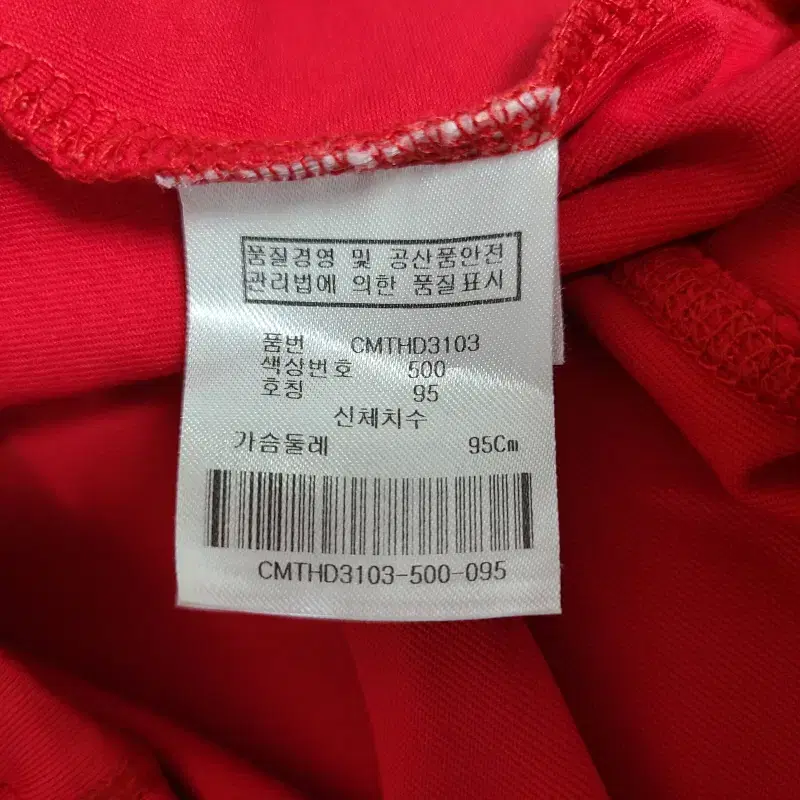 품질경영 및 공산품안전
관리법에 의한 품질표시
품번 CMTHD3103
색상번호 500
호칭 95
신체치수
가슴둘레 95Cm
CMTHD3103-500-095